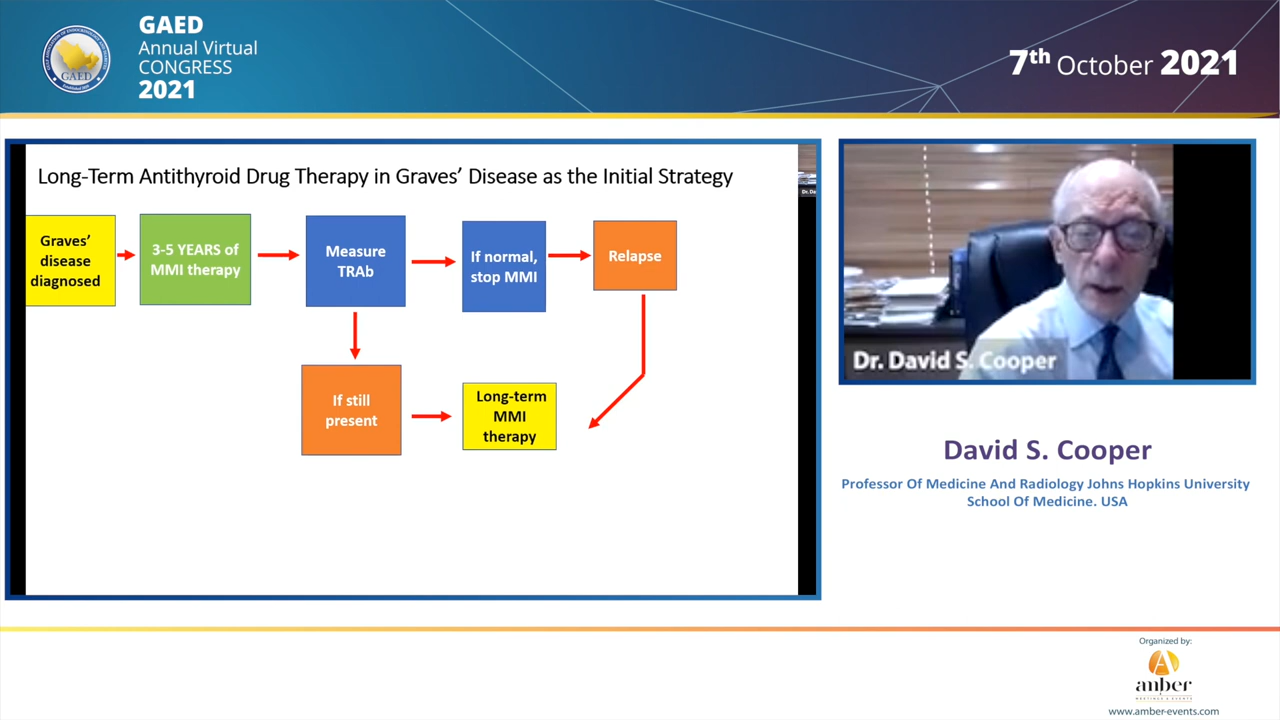 GAED
Annual Virtual
CONGRESS
2021
GAED
7th October 2021
Long-Term Antithyroid Drug Therapy in Graves’ Disease as the Initial Strategy
Graves’
disease
diagnosed
3-5 YEARS of
MMI therapy
Measure
TRAb
If normal,
stop MMI
Relapse
If still
present
Long-term
MMI
therapy
Dr. David S. Cooper
David S. Cooper
Professor Of Medicine And Radiology Johns Hopkins University
School Of Medicine. USA
Organized by:
anber
www.amber-events.com